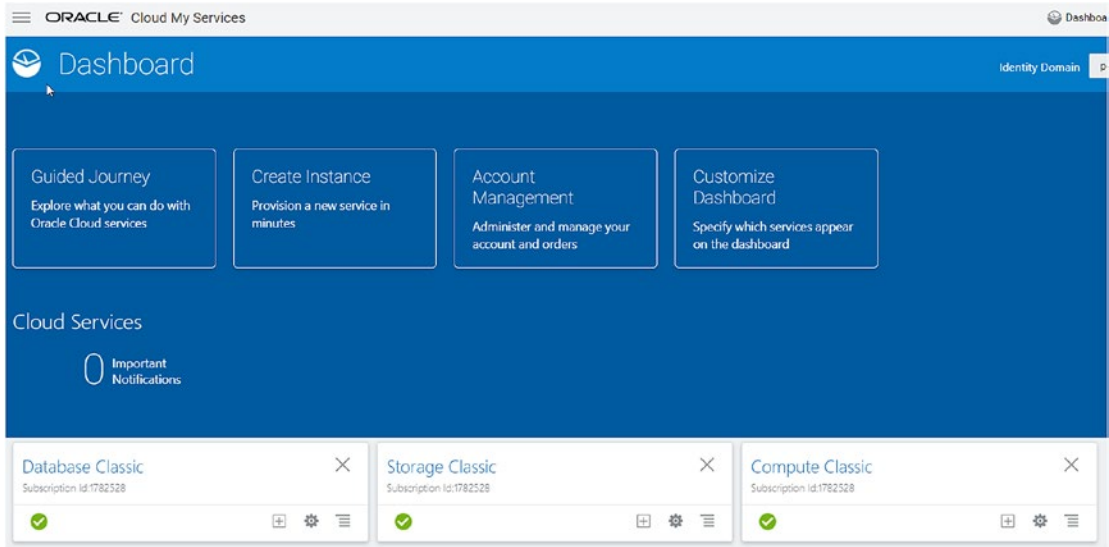 ORACLE Cloud My Services
Dashboa
Dashboard
Identity Domain
p
Guided Journey
Explore what you can do with
Oracle Cloud services
Create Instance
Provision a new service in
minutes
Account
Management
Administer and manage your
account and orders
Customize
Dashboard
Specify which services appear
on the dashboard
Cloud Services
0 Important
Notifications
Database Classic
Subscription Id:1782528
Storage Classic
Subscription Id:1782528
Compute Classic
Subscription Id:1782528